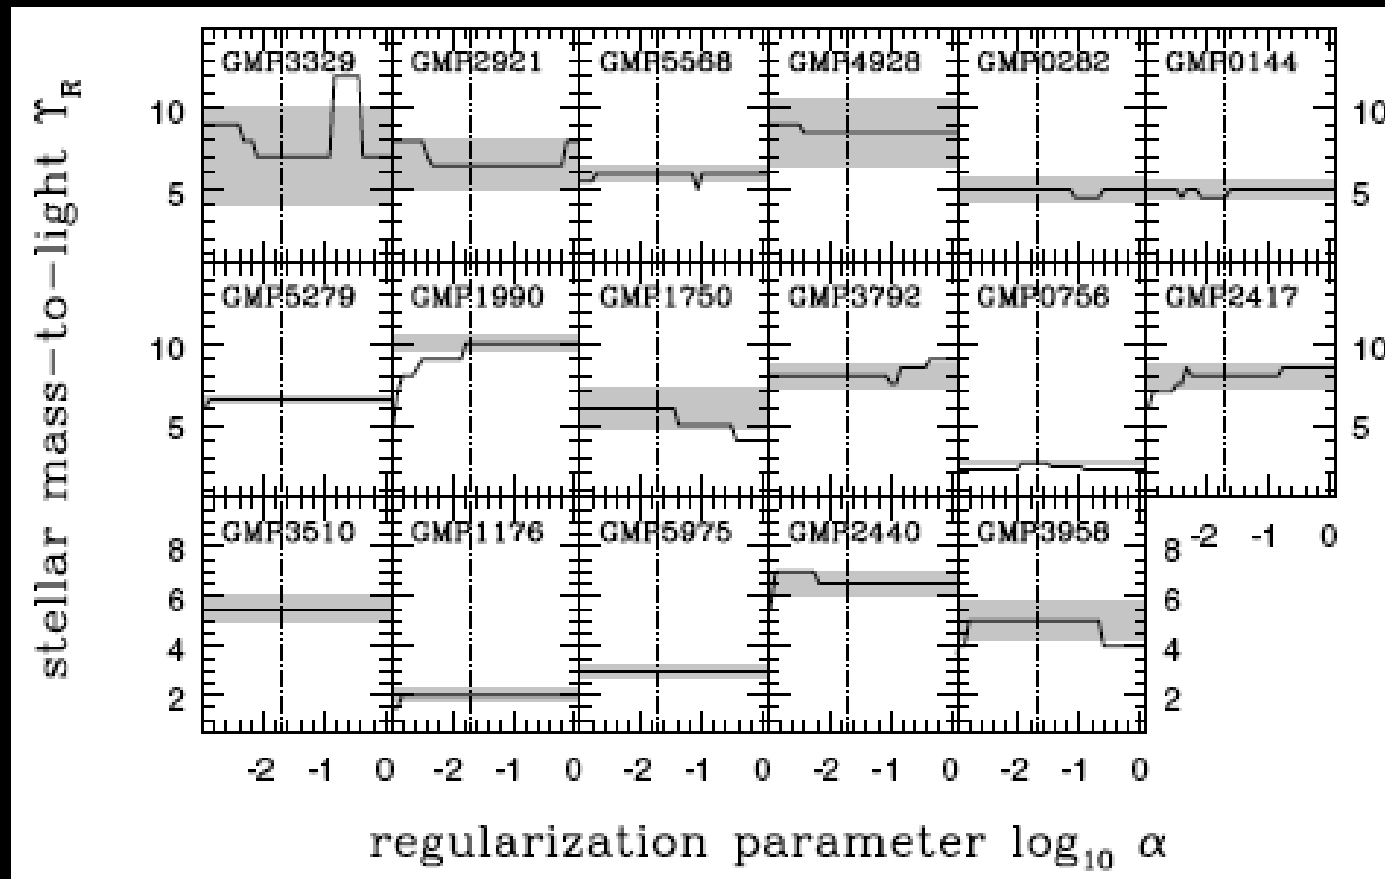 stellar mass-to-light ϒR
GMP3329 GMP2921 GMP5568 GMP4928 GMP0282 GMP0144
10 10
5 5
GMP5279 GMP1990 GMP1750 GMP3792 GMP0756 GMP2417
10 10
5 5
GMP3510 GMP1176 GMP5975 GMP2440 GMP3958
-2 -1 0
8 8
6 6
4 4
2 2
-2 -1 0 -2 -1 0 -2 -1 0 -2 -1 0 -2 -1 0
regularization parameter log10 α